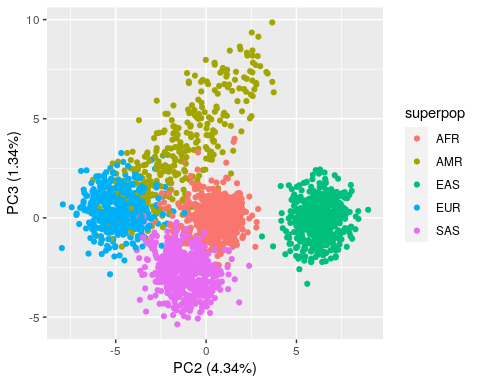 10
5
0
-5
PC3 (1.34%)
-5
0
5
PC2 (4.34%)
superpop
AFR
AMR
EAS
EUR
SAS